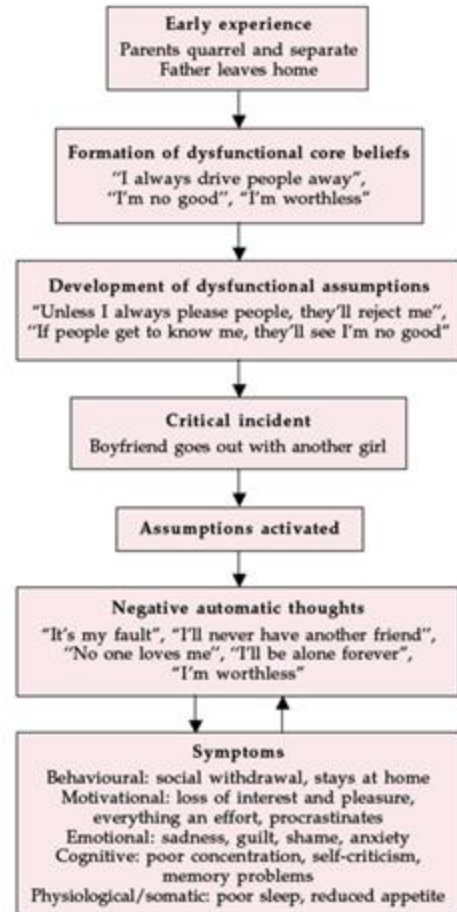 Early experience
Parents quarrel and separate
Father leaves home
Formation of dysfunctional core beliefs
“I always drive people away”,
“I’m no good”, “I’m worthless”
Development of dysfunctional assumptions
“Unless I always please people, they’ll reject me”,
“If people get to know me, they’ll see I’m no good”
Critical incident
Boyfriend goes out with another girl
Assumptions activated
Negative automatic thoughts
“It’s my fault”, “I’ll never have another friend”,
“No one loves me”, “I’ll be alone forever”,
“I’m worthless”
Symptoms
Behavioural: social withdrawal, stays at home
Motivational: loss of interest and pleasure,
everything an effort, procrastinates
Emotional: sadness, guilt, shame, anxiety
Cognitive: poor concentration, self-criticism,
memory problems
Physiological/somatic: poor sleep, reduced appetite